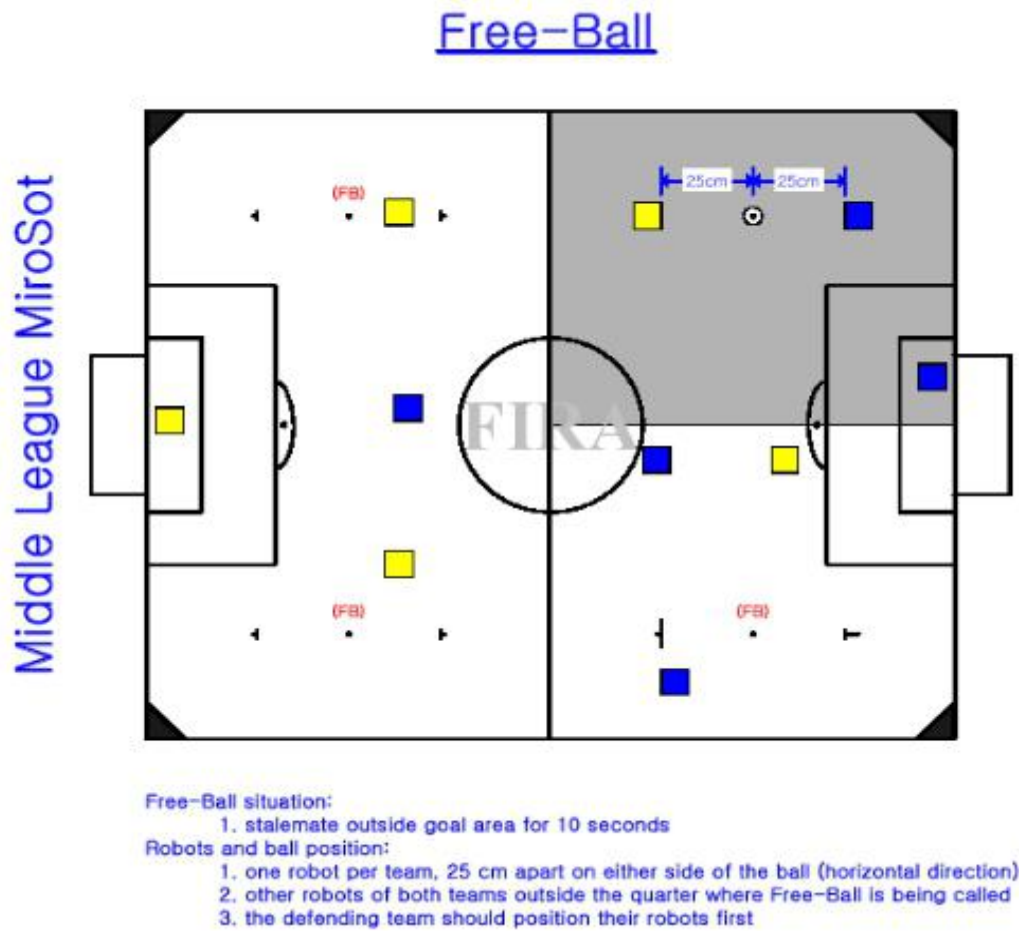 Free-Ball
Middle League MiroSot
(FB)
25cm 25cm
FIRA
(FB)
(FB)
Free-Ball situation:
1. stalemate outside goal area for 10 seconds
Robots and ball position:
1. one robot per team, 25 cm apart on either side of the ball (horizontal direction)
2. other robots of both teams outside the quarter where Free-Ball is being called
3. the defending team should position their robots first